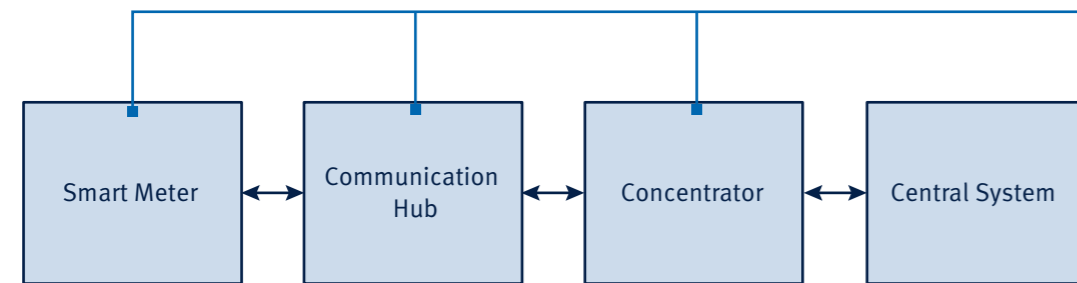 Smart Meter
Communication
Hub
Concentrator
Central System